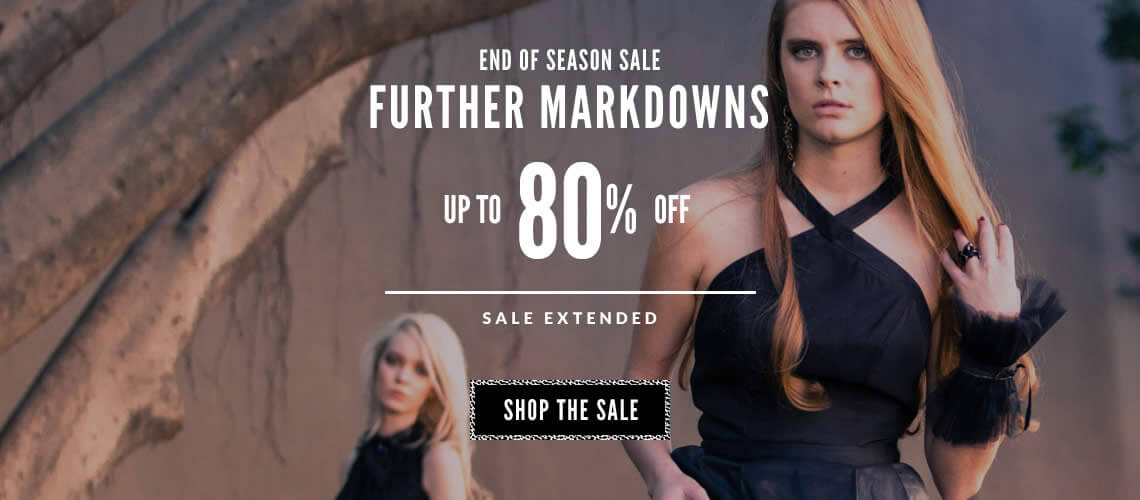 END OF SEASON SALE
FURTHER MARKDOWNS
UP TO 80% OFF
SALE EXTENDED
SHOP THE SALE